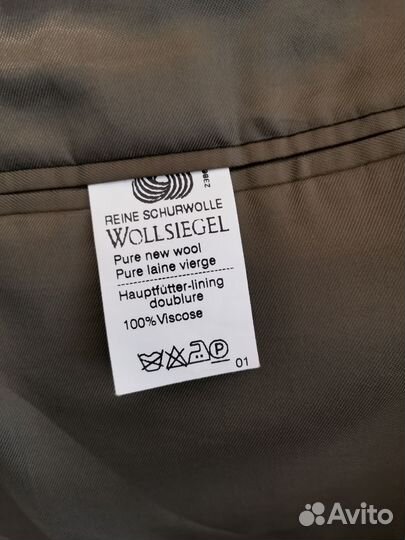 REINE SCHURWOLLE
WOLLSIEGEL
Pure new wool
Pure laine vierge
Hauptfütter-lining
doublure
100%Viscose
P
01
Avito